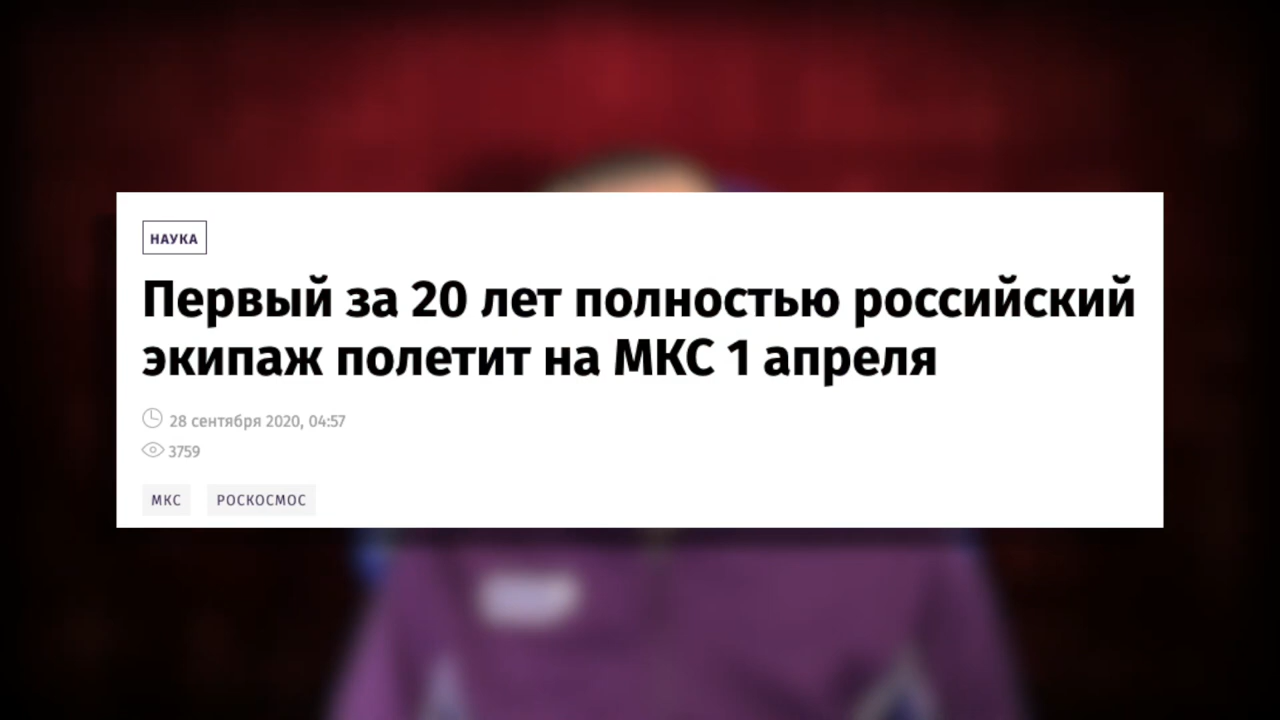 НАУКА
Первый за 20 лет полностью российский
экипаж полетит на МКС 1 апреля
28 сентября 2020, 04:57
3759
МКС РОСКОСМОС